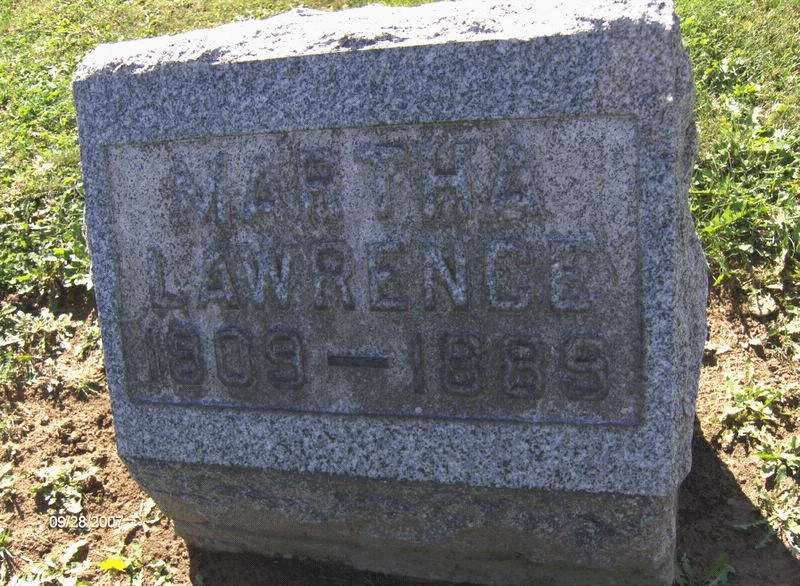 MARTHA
LAWRENCE
1809 — 1889
09/28/2007